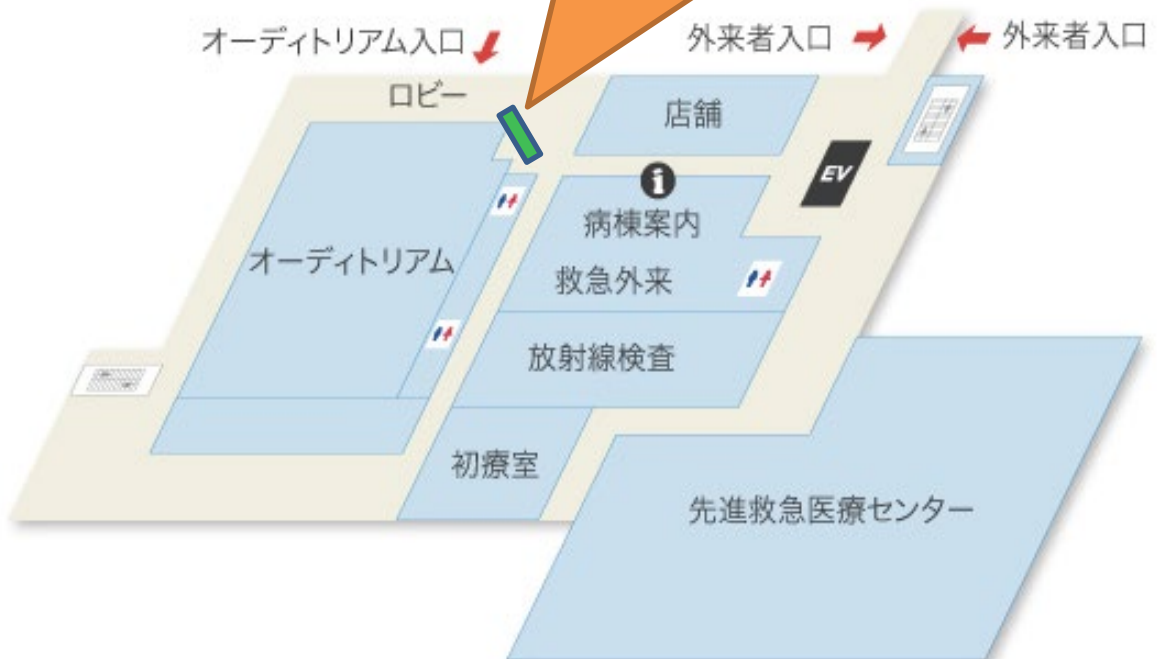 オーディトリアム入口
外来者入口
外来者入口
ロビー
店舗
EV
i
病棟案内
オーディトリアム
救急外来
放射線検査
初療室
先進救急医療センター